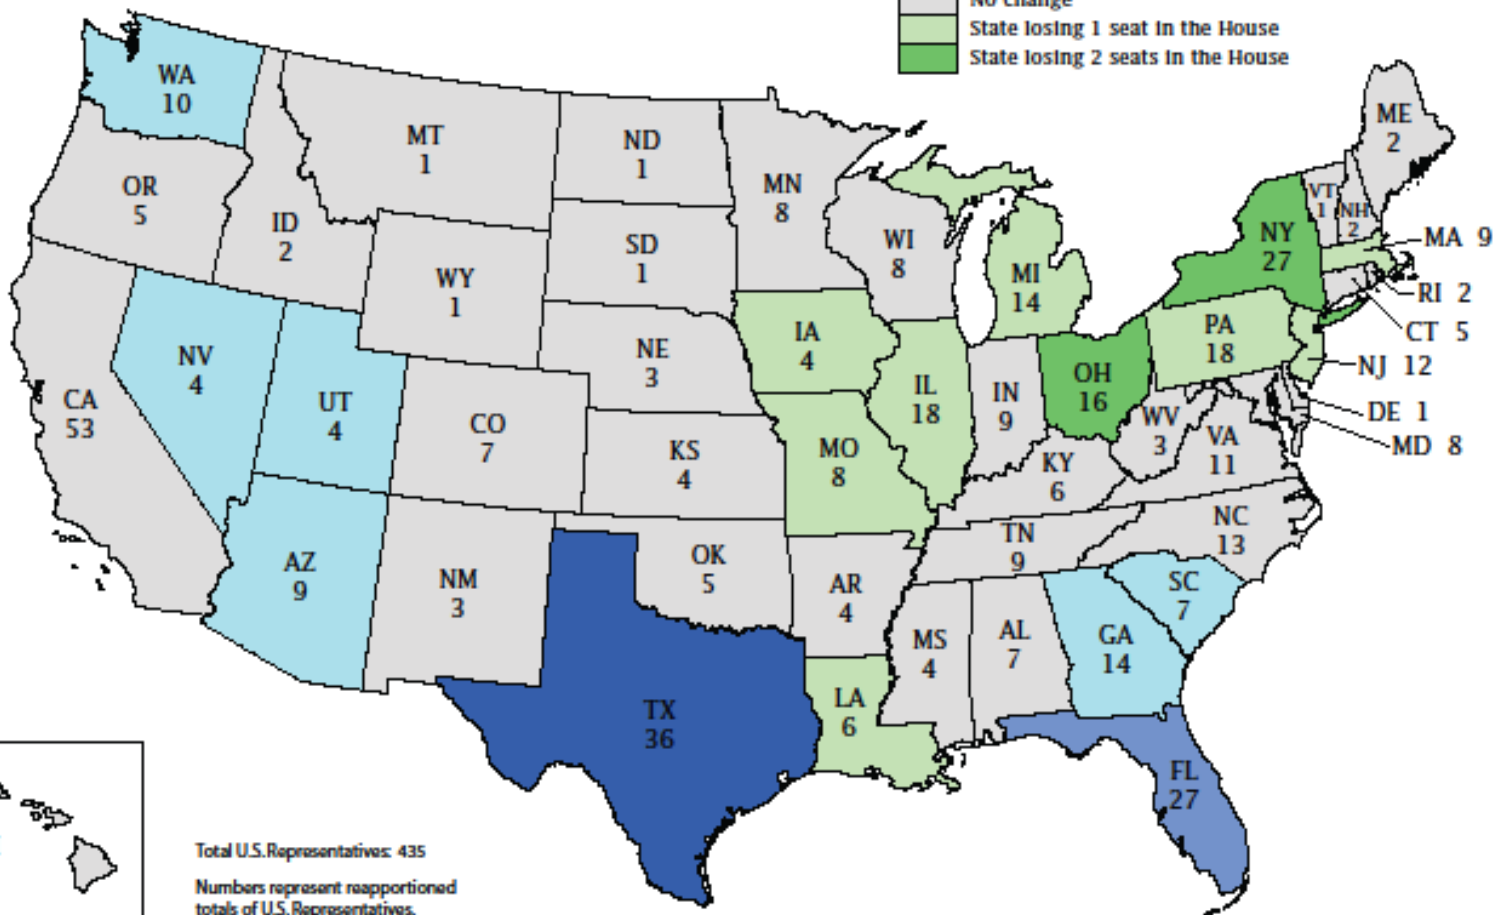 No change
State losing 1 seat in the House
State losing 2 seats in the House
WA
10
MT
1
ND
1
MN
8
ME
2
OR
5
ID
2
SD
1
WI
8
VT
1
NH
2
NY
27
MA 9
WY
1
MI
14
RI 2
CT 5
NV
4
IA
4
PA
18
NJ 12
NE
3
UT
4
CA
53
CO
7
IL
18
IN
9
OH
16
WV
3
DE 1
MD 8
KS
4
MO
8
KY
6
VA
11
AZ
9
NM
3
OK
5
AR
4
TN
9
NC
13
SC
7
MS
4
AL
7
GA
14
TX
36
LA
6
FL
27
Total U.S.Representatives: 435
Numbers represent reapportioned
totals of U.S.Representatives.